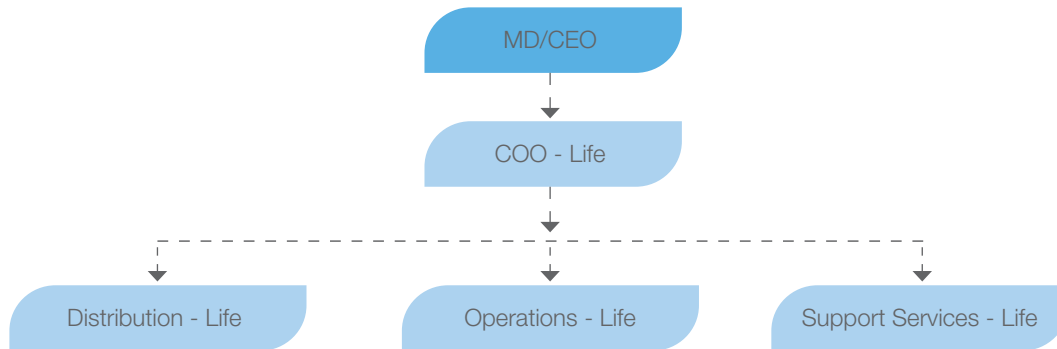 MD/CEO
COO - Life
Distribution - Life
Operations - Life
Support Services - Life